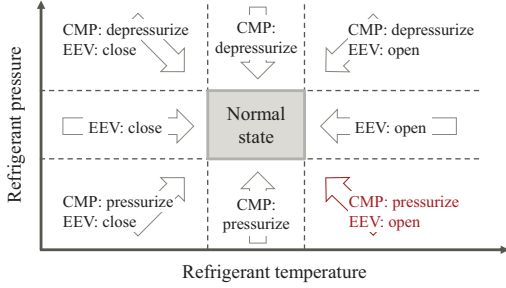 CMP: depressurize
EEV: close
CMP:
depressurize
CMP: depressurize
EEV: open
EEV: close
Normal
state
EEV: open
CMP: pressurize
EEV: close
CMP:
pressurize
CMP: pressurize
EEV: open
Refrigerant pressure
Refrigerant temperature